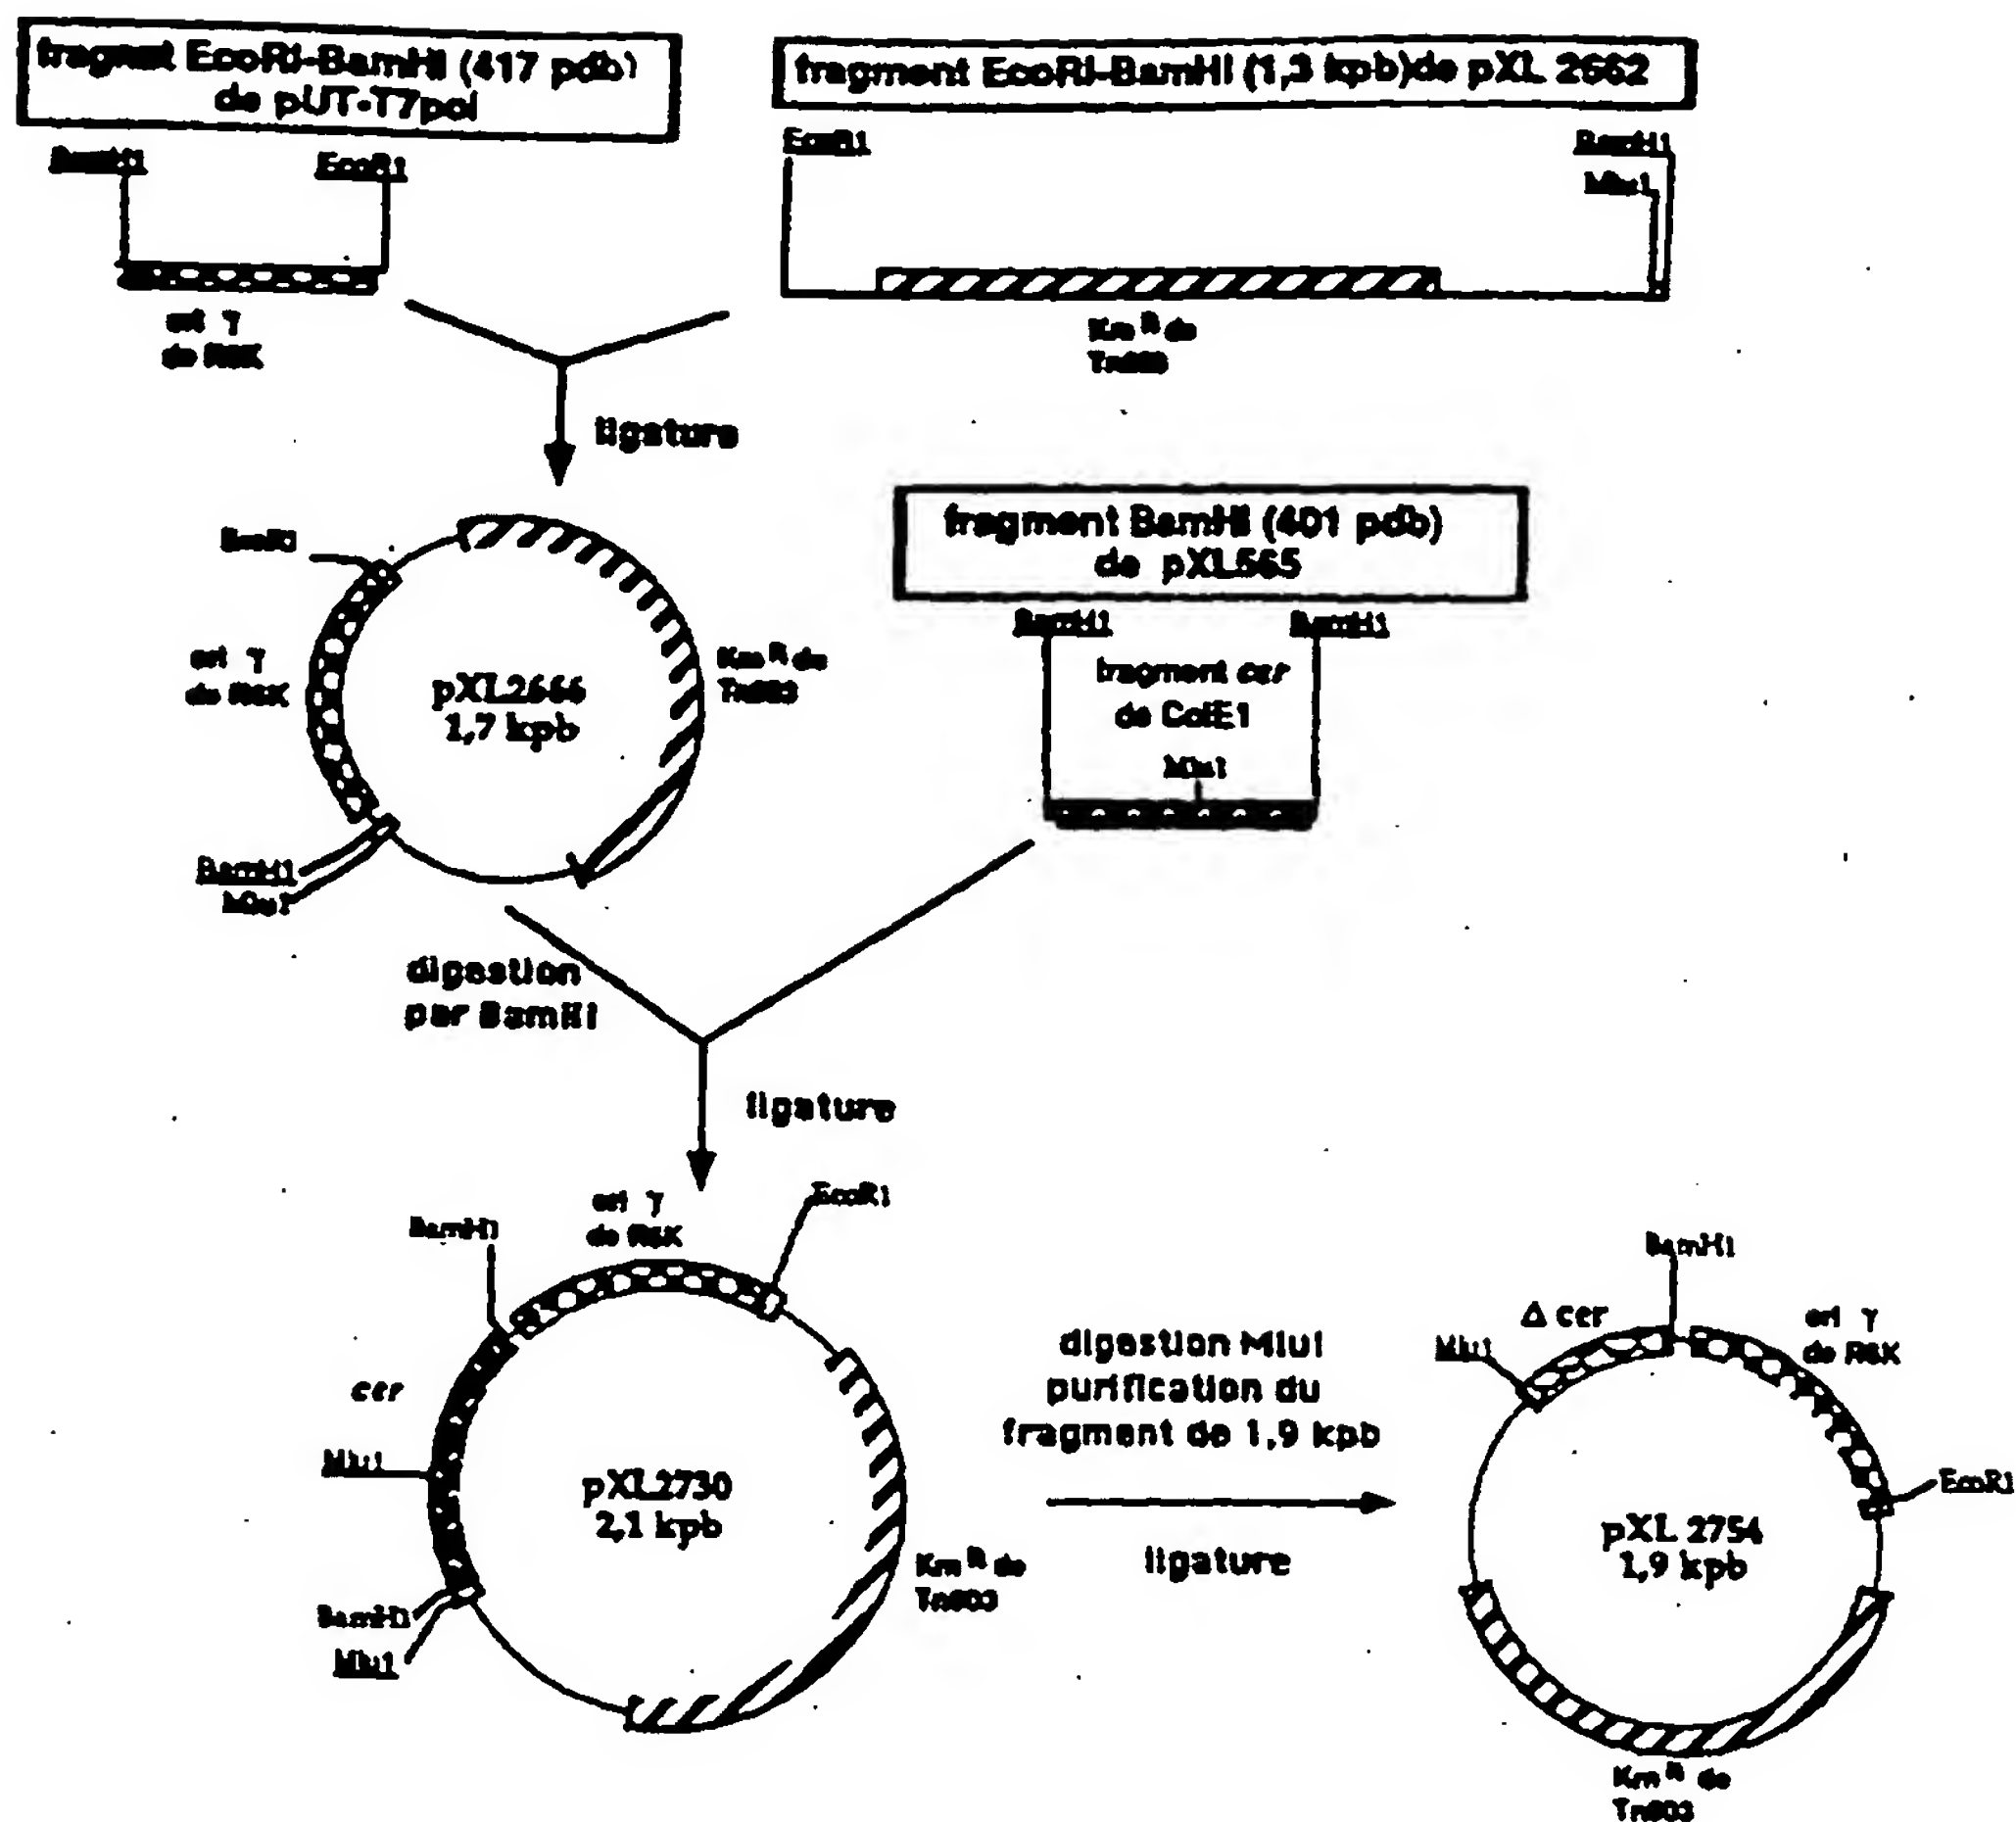 fragmet EcoRI-BamHI (417 pdb)
de pUT-T7pol
fragment EcoRI-BamHI (1,3 kpb)de pXL 2662
BamH1
EcoR1
EcoR1
BamH1
Mlu1
ori γ
de R6K
Km R de
ligature
fragment BamHI (401 pdb)
de pXL565
EcoR1
BamH1
BamH1
fragment cer
de ColE1
Mlu1
ori γ
de R6K
pXL2666
1,7 kpb
Km R de
Tn903
BamH1
Mlu1
digestion
par BamHI
ligature
ori γ
de R6K
EcoR1
BamH1
cer
Mlu1
pXL2730
2,1 kpb
BamH1
Mlu1
Km R de
Tn903
digestion MluI
purification du
fragment de 1,9 kpb
ligature
BamH1
Δ cer
ori γ
de R6K
Mlu1
EcoR1
pXL 2754
1,9 kpb
Km R de
Tn903